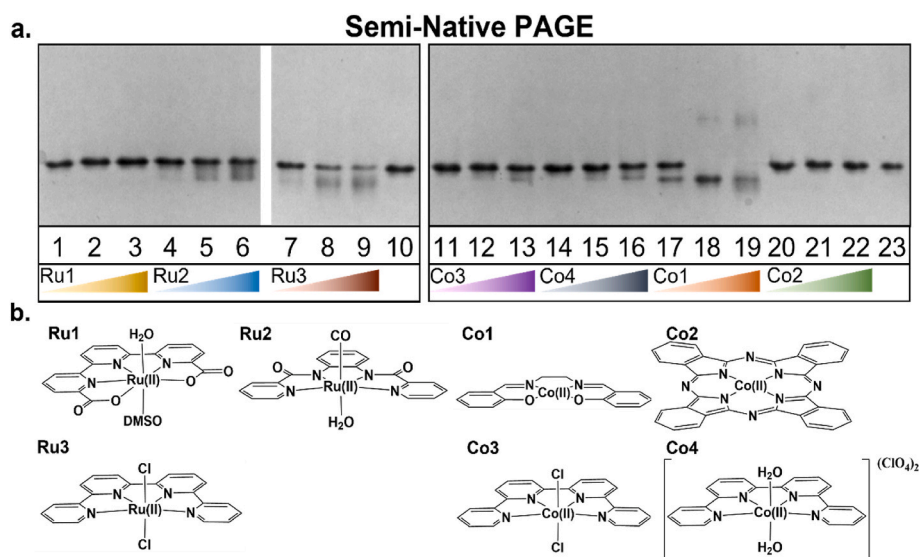 Semi-Native PAGE
a.
1 2 3 4 5 6 7 8 9 10 11 12 13 14 15 16 17 18 19 20 21 22 23
Ru1 Ru2 Ru3 Co3 Co4 Co1 Co2
b.
Ru1 Ru2 Co1 Co2
H₂O
N
N
N
Ru(II)
O
O
O
O
DMSO
CO
O
O
N
N
N
N
Ru(II)
H₂O
N
N
O
Co(II)
O
N
N
N
N
N
Co(II)
N
N
N
Ru3 Co3 Co4
Cl
N
N
N
Ru(II)
N
Cl
Cl
N
N
N
Co(II)
N
Cl
H₂O
N
N
N
Co(II)
N
H₂O
(ClO₄)₂